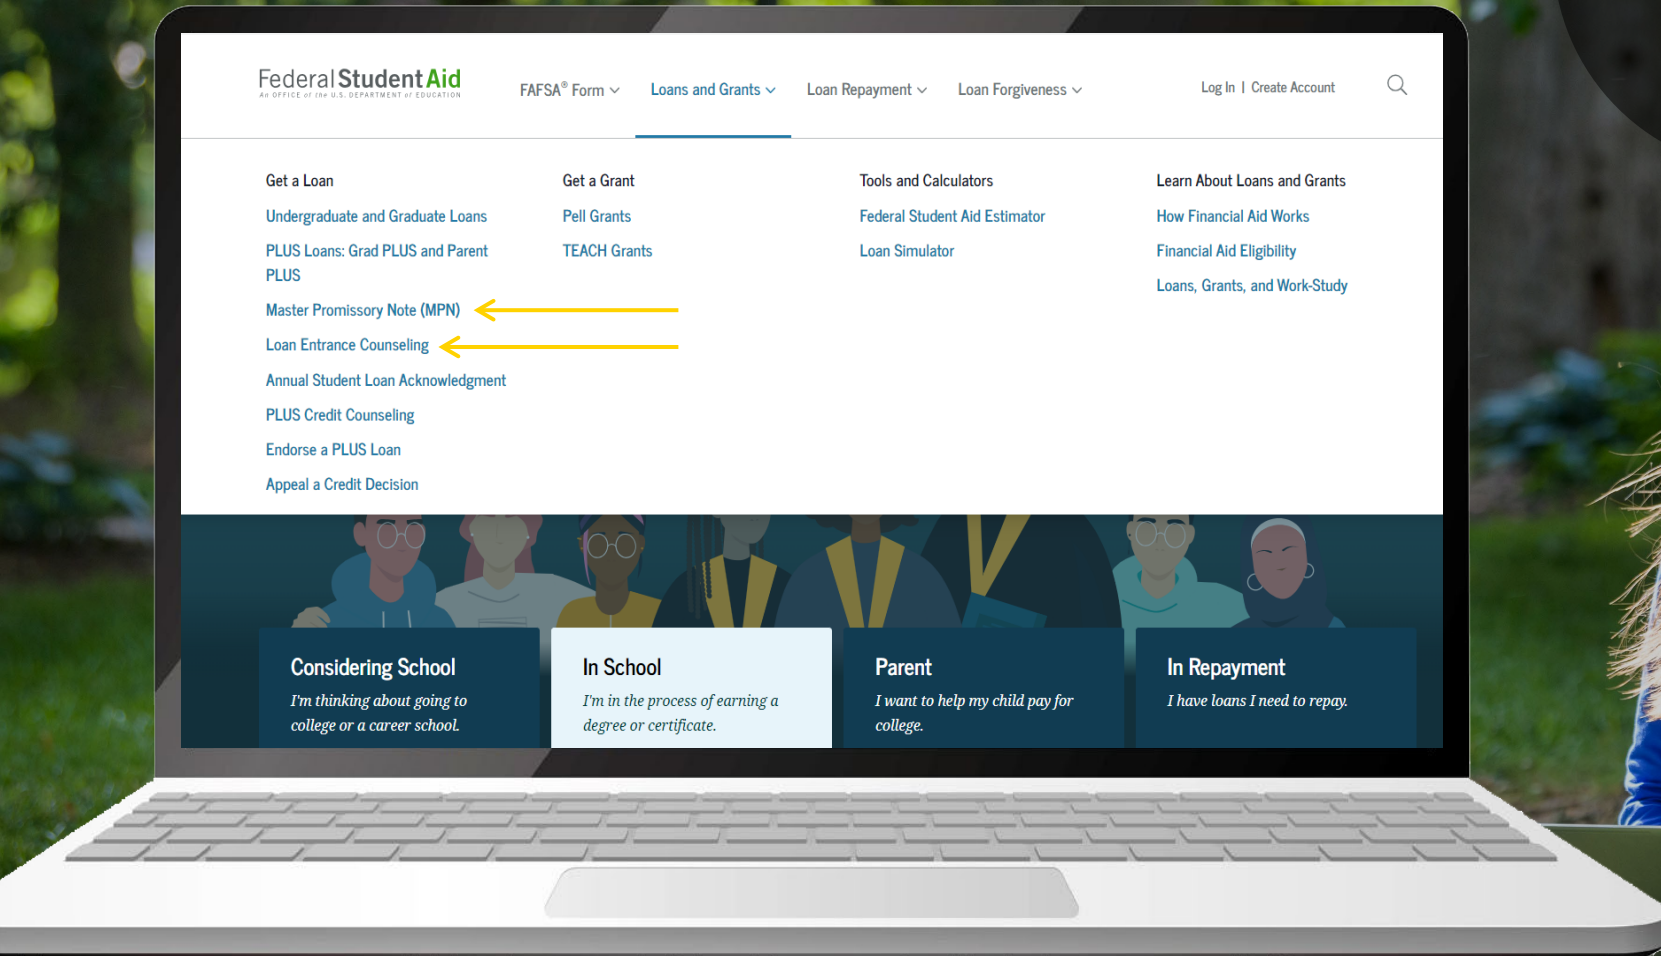 Federal Student Aid
An OFFICE of the U.S. DEPARTMENT of EDUCATION
FAFSA® Form
Loans and Grants
Loan Repayment
Loan Forgiveness
Log In | Create Account
Get a Loan
Undergraduate and Graduate Loans
PLUS Loans: Grad PLUS and Parent
PLUS
Master Promissory Note (MPN)
Loan Entrance Counseling
Annual Student Loan Acknowledgment
PLUS Credit Counseling
Endorse a PLUS Loan
Appeal a Credit Decision
Get a Grant
Pell Grants
TEACH Grants
Tools and Calculators
Federal Student Aid Estimator
Loan Simulator
Learn About Loans and Grants
How Financial Aid Works
Financial Aid Eligibility
Loans, Grants, and Work-Study
Considering School
I'm thinking about going to
college or a career school.
In School
I'm in the process of earning a
degree or certificate.
Parent
I want to help my child pay for
college.
In Repayment
I have loans I need to repay.